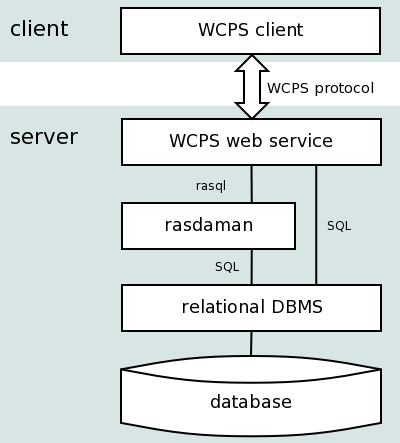 client
WCPS client
WCPS protocol
server
WCPS web service
rasql
rasdaman
SQL
SQL
relational DBMS
database